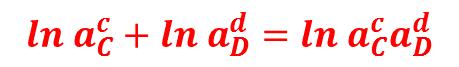 ln a_C^c + ln a_D^d = ln a_C^c a_D^d